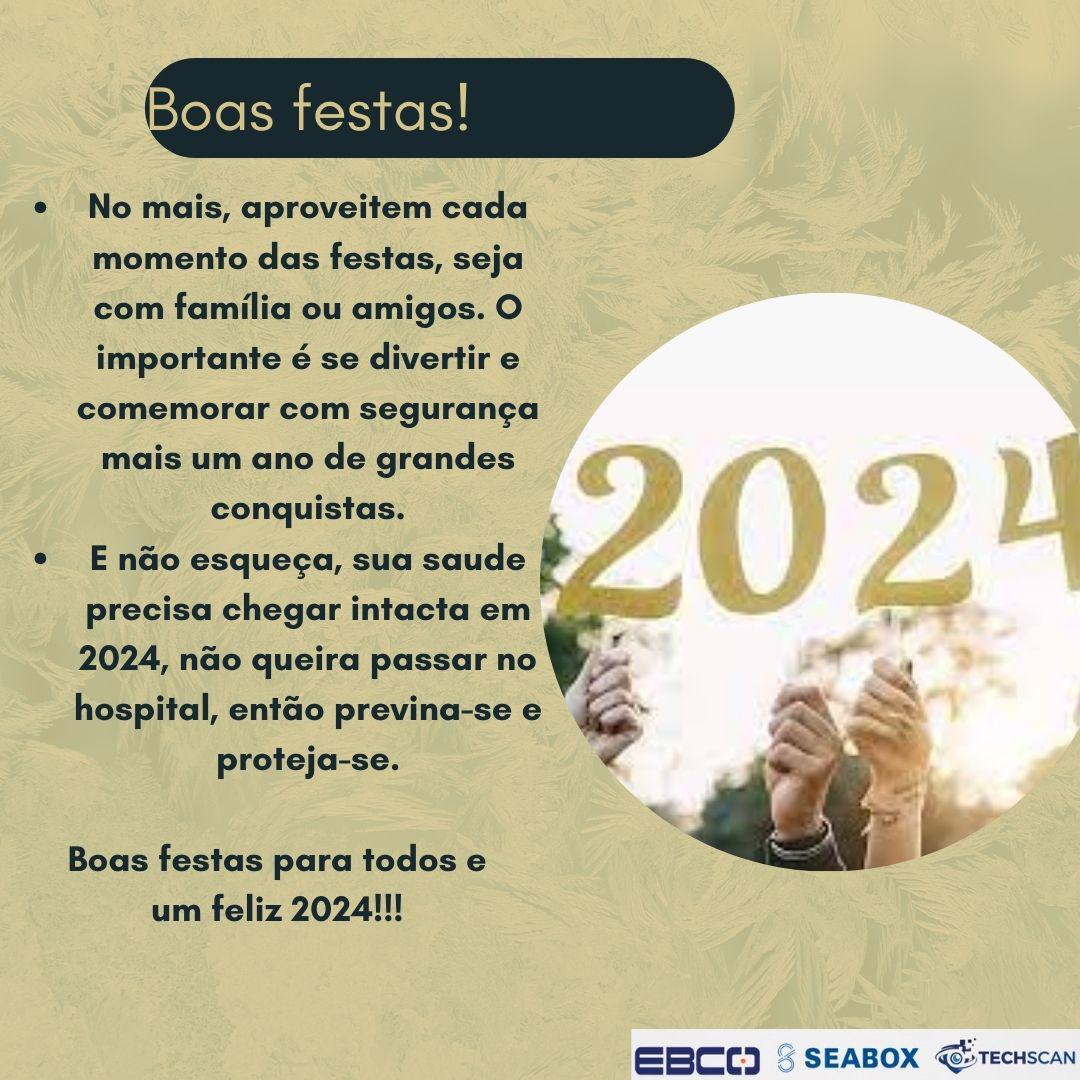 Boas festas!
• No mais, aproveitem cada
momento das festas, seja
com família ou amigos. O
importante é se divertir e
comemorar com segurança
mais um ano de grandes
conquistas.
• E não esqueça, sua saude
precisa chegar intacta em
2024, não queira passar no
hospital, então previna-se e
proteja-se.
Boas festas para todos e
um feliz 2024!!!
2024
EBCO SEABOX TECHSCAN